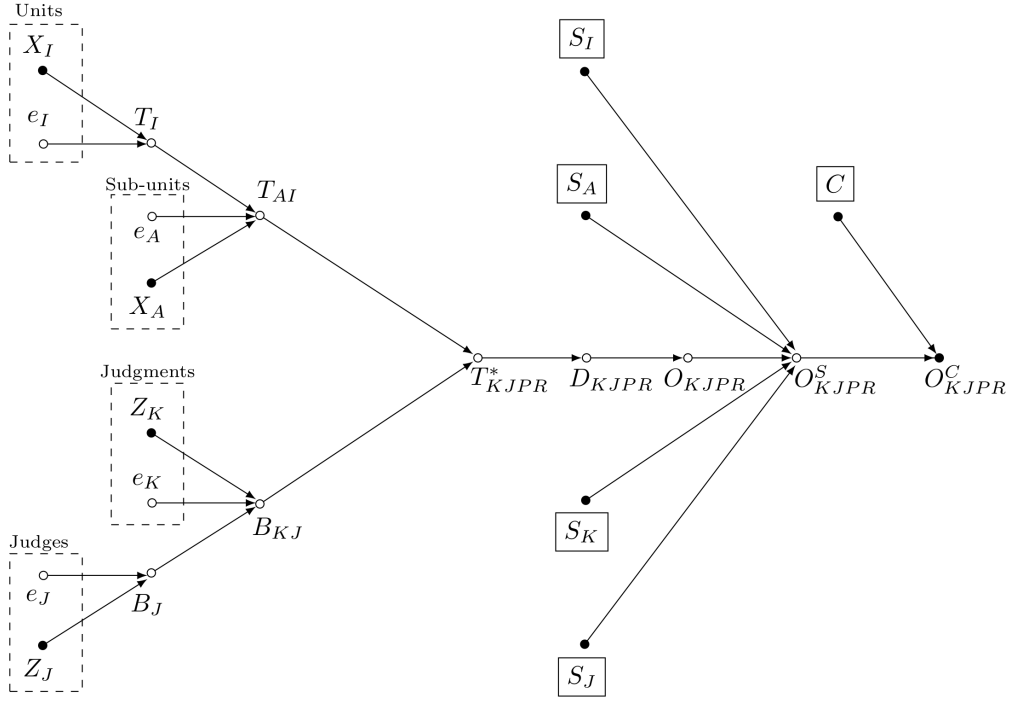 Units
X_I
e_I
T_I
Sub-units
e_A
X_A
T_{AI}
Judgments
Z_K
e_K
B_{KJ}
Judges
e_J
Z_J
B_J
T^*_{KJPR}
D_{KJPR}
O_{KJPR}
O^S_{KJPR}
O^C_{KJPR}
S_I
S_A
C
S_K
S_J